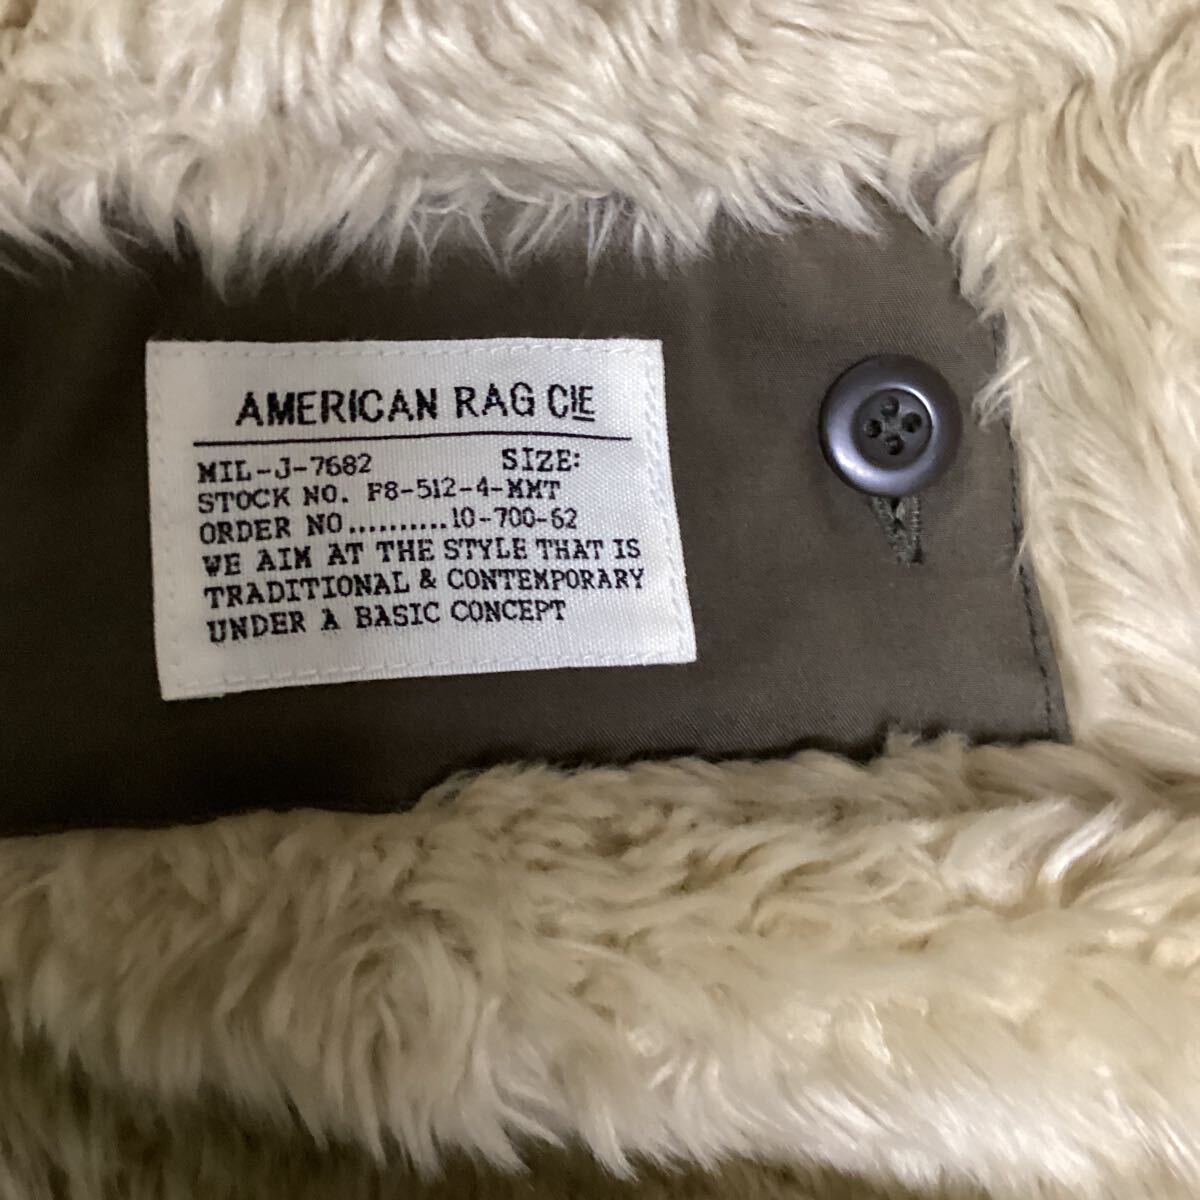 AMERICAN RAG CIE
MIL-J-7682 SIZE:
STOCK NO. F8-512-4-MMT
ORDER NO..........10-700-62
WE AIM AT THE STYLE THAT IS
TRADITIONAL & CONTEMPORARY
UNDER A BASIC CONCEPT